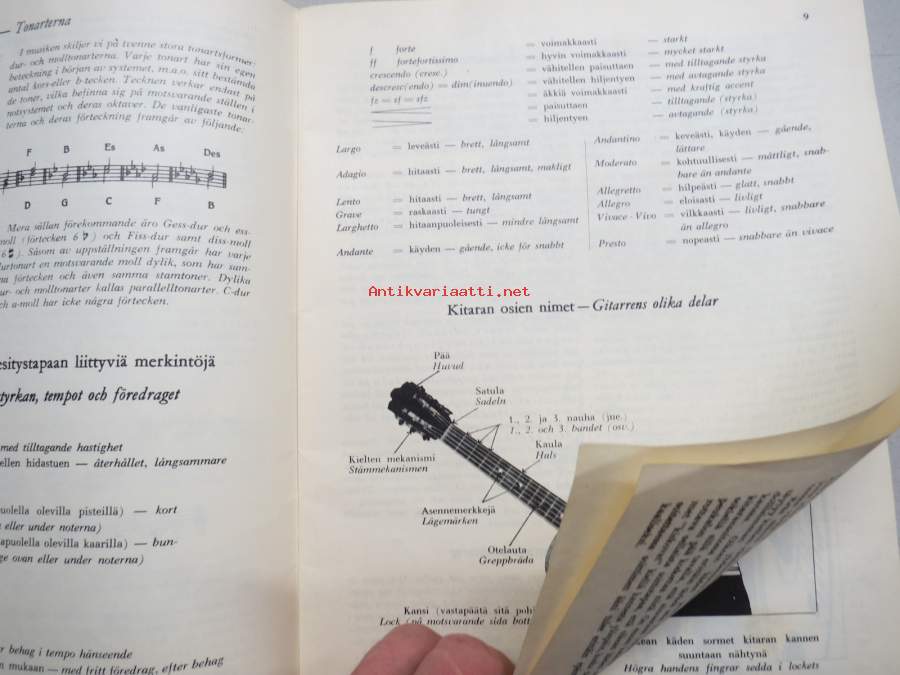 — Tonarterna
I musiken skiljer vi på tvenne stora tonartsformer:
dur- och molltonarterna. Varje tonart har sin egen
beteckning i början av systemet, m.a.o. sitt bestånda
antal kors-eller b-tecken. Tecknen verkar endast på
de toner, vilka befinna sig på motsvarande ställen i
notsystemet och deras oktaver. De vanligaste tonar-
terna och deras förteckning framgår av följande:
F B Es As Des
D G C F B
Mera sällan förekommande äro Gess-dur och ess-
moll (förtecken 6 ♭) och Fiss-dur samt diss-moll
6 ♯). Såsom av uppställningen framgår har varje
durtonart en motsvarande moll dylik, som har sam-
ma förtecken och även samma stamtoner. Dylika
ur- och molltonarter kallas parallelltonarter. C-dur
ch a-moll har icke några förtecken.
esitystapaan liittyviä merkintöjä
tyrkan, tempot och föredraget
med tilltagande hastighet
ellen hidastuen — återhållet, långsammare
uolella olevilla pisteillä) — kort
eller under noterna)
apuolella olevilla kaarilla) — bun-
ge ovan eller under noterna)
r behag i tempo hänseende
n mukaan — med fritt föredrag, efter behag
9
f forte = voimakkaasti — starkt
ff fortefortissimo = hyvin voimakkaasti — mycket starkt
crescendo (cresc.) = vähitellen paisuttaen — med tilltagande styrka
descresc(endo) = dim(inuendo) = vähitellen hiljentyen — med avtagande styrka
fz = sf = sfz = äkkiä voimakkaasti — med kraftig accent
= paisuttaen — tilltagande (styrka)
= hiljentyen — avtagande (styrka)
Largo = leveästi — brett, långsamt
Adagio = hitaasti — brett, långsamt, makligt
Lento = hitaasti — brett, långsamt
Grave = raskaasti — tungt
Larghetto = hitaanpuoleisesti — mindre långsamt
Andante = käyden — gående, icke för snabbt
Andantino = keveästi, käyden — gående,
lättare
Moderato = kohtuullisesti — måttligt, snab-
bare än andante
Allegretto = hilpeästi — glatt, snabbt
Allegro = eloisasti — livligt
Vivace - Vivo = vilkkaasti — livligt, snabbare
än allegro
Presto = nopeasti — snabbare än vivace
Antikvariaatti.net
Kitaran osien nimet — Gitarrens olika delar
Pää
Huvud
Satula
Sadeln
1., 2. ja 3. nauha (jne.)
1., 2. och 3. bandet (osv.)
Kaula
Hals
Kielten mekanismi
Stämmekanismen
Asennemerkkejä
Lägemärken
Otelauta
Greppbräda
Kansi (vastapäätä sitä poh
Lock (på motsvarande sida bott
ean käden sormet kitaran kannen
suuntaan nähtynä
Högra handens fingrar sedda i lockets